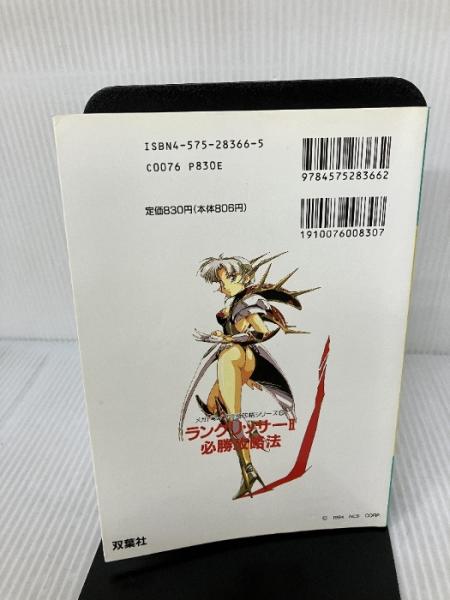 ISBN4-575-28366-5
C0076 P830E
9784575283662
定価830円(本体806円)
1910076008307
ラングリッサーII
必勝攻略法
© 1994 NCS CORP.
双葉社